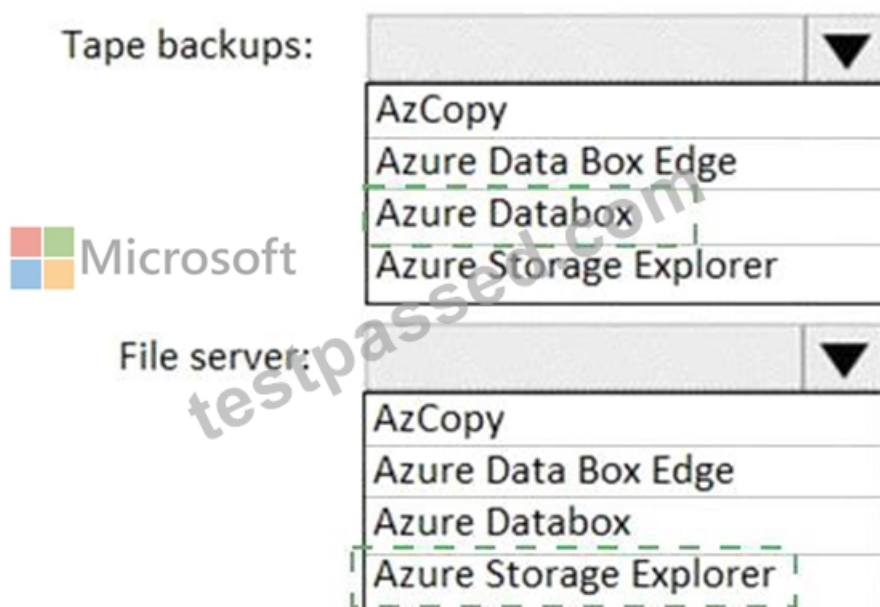 Tape backups:
AzCopy
Azure Data Box Edge
Azure Databox
Azure Storage Explorer
Microsoft
testpassed.com
File server:
AzCopy
Azure Data Box Edge
Azure Databox
Azure Storage Explorer